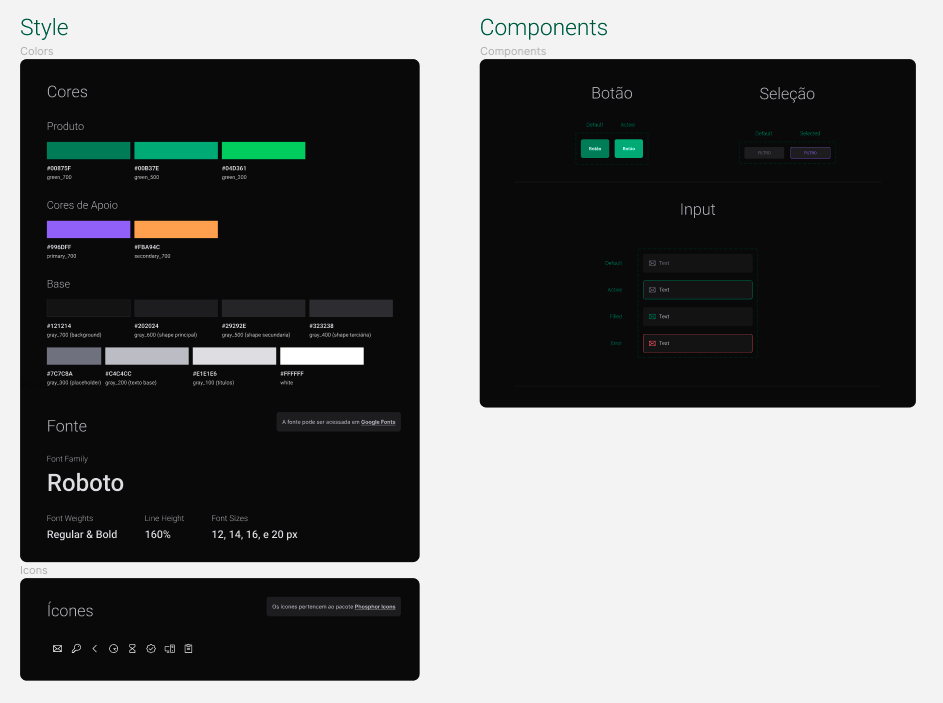 Style
Colors
Cores
Produto
#00875F
green_700
#00B37E
green_500
#04D361
green_300
Cores de Apoio
#996DFF
primary_700
#FBA94C
secondary_700
Base
#121214
gray_700 (background)
#202024
gray_600 (shape principal)
#29292E
gray_500 (shape secundaria)
#323238
gray_400 (shape terciária)
#7C7C8A
gray_300 (placeholder)
#C4C4CC
gray_200 (texto base)
#E1E1E6
gray_100 (títulos)
#FFFFFF
white
Fonte
A fonte pode ser acessada em Google Fonts
Font Family
Roboto
Font Weights
Regular & Bold
Line Height
160%
Font Sizes
12, 14, 16, e 20 px
Icons
Ícones
Os ícones pertencem ao pacote Phosphor Icons
Components
Components
Botão
Default
Active
Botão
Botão
Seleção
Default
Selected
FILTRO
FILTRO
Input
Default
Text
Active
Text
Filled
Text
Error
Text